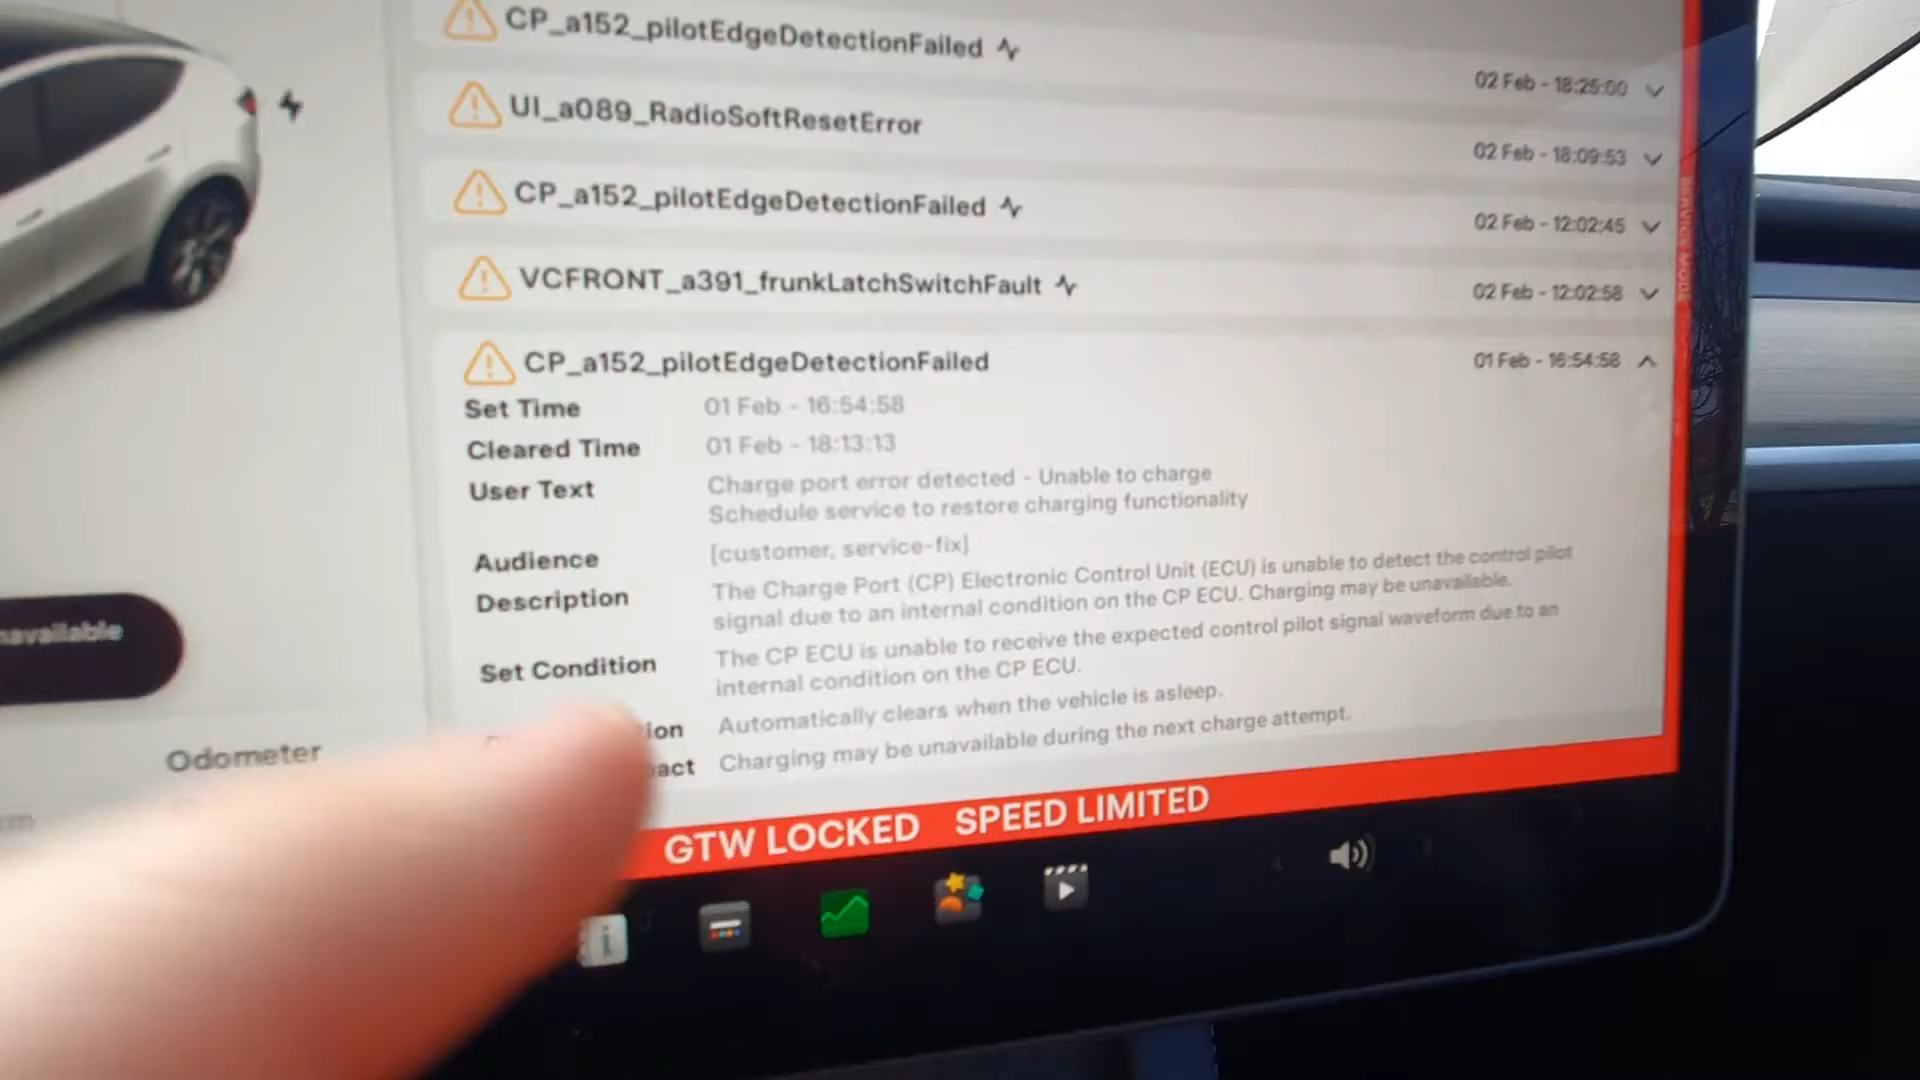 CP_a152_pilotEdgeDetectionFailed
02 Feb - 18:25:00
UI_a089_RadioSoftResetError
02 Feb - 18:09:53
CP_a152_pilotEdgeDetectionFailed
02 Feb - 12:02:45
VCFRONT_a391_frunkLatchSwitchFault
02 Feb - 12:02:58
CP_a152_pilotEdgeDetectionFailed
01 Feb - 16:54:58
Set Time 01 Feb - 16:54:58
Cleared Time 01 Feb - 18:13:13
User Text Charge port error detected - Unable to charge
Schedule service to restore charging functionality
Audience [customer, service-fix]
Description The Charge Port (CP) Electronic Control Unit (ECU) is unable to detect the control pilot
signal due to an internal condition on the CP ECU. Charging may be unavailable.
Set Condition The CP ECU is unable to receive the expected control pilot signal waveform due to an
internal condition on the CP ECU.
ion Automatically clears when the vehicle is asleep.
act Charging may be unavailable during the next charge attempt.
navailable
Odometer
GTW LOCKED SPEED LIMITED
SERVICE MODE